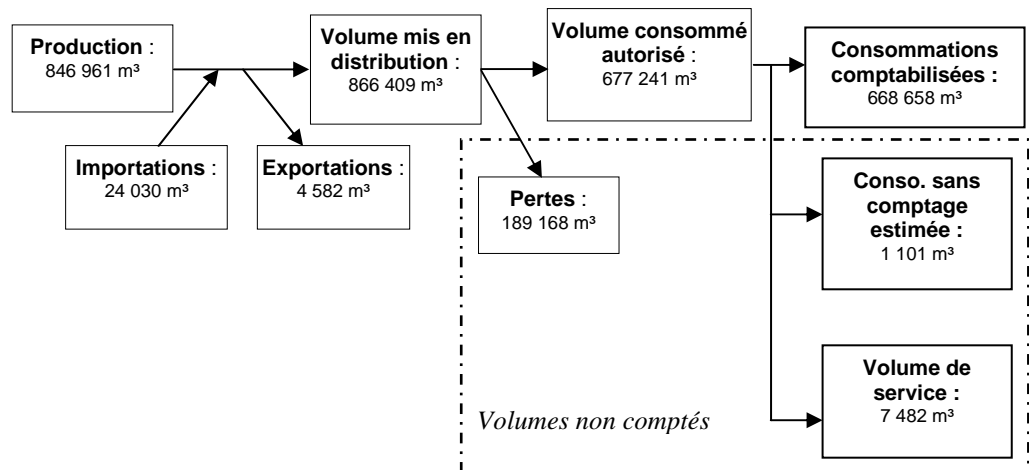 Production :
846 961 m³
Volume mis en
distribution :
866 409 m³
Volume consommé
autorisé :
677 241 m³
Consommations
comptabilisées :
668 658 m³
Importations :
24 030 m³
Exportations :
4 582 m³
Pertes :
189 168 m³
Conso. sans
comptage
estimée :
1 101 m³
Volume de
service :
7 482 m³
Volumes non comptés